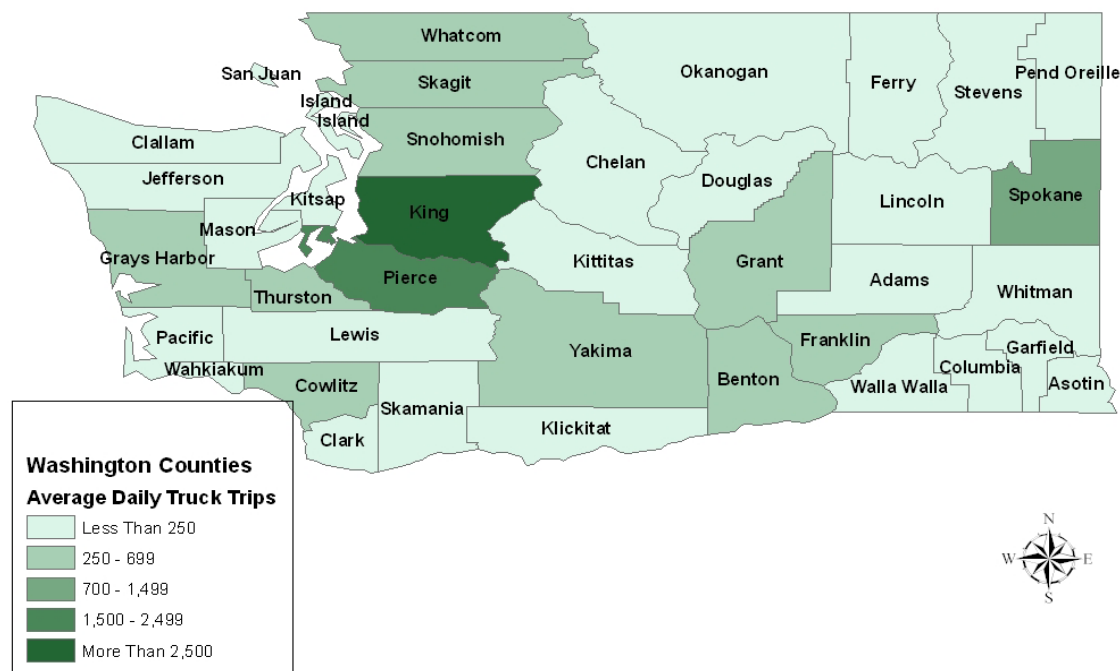 Whatcom
San Juan
Skagit
Okanogan
Ferry
Stevens
Pend Oreille
Island
Island
Clallam
Snohomish
Chelan
Douglas
Jefferson
Kitsap
King
Lincoln
Spokane
Mason
Grays Harbor
Kittitas
Grant
Adams
Whitman
Thurston
Pierce
Pacific
Lewis
Yakima
Franklin
Garfield
Wahkiakum
Cowlitz
Benton
Walla Walla
Columbia
Asotin
Skamania
Clark
Klickitat
Washington Counties
Average Daily Truck Trips
Less Than 250
250 - 699
700 - 1,499
1,500 - 2,499
More Than 2,500
N
W
E
S